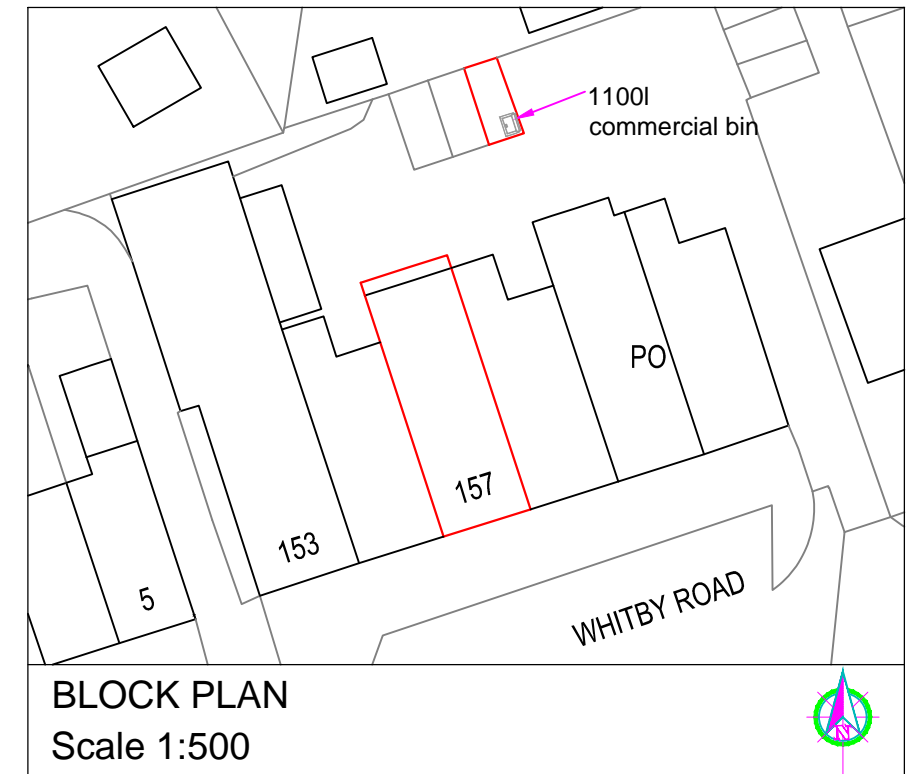 1100l
commercial bin
PO
157
153
5
WHITBY ROAD
BLOCK PLAN
Scale 1:500
N